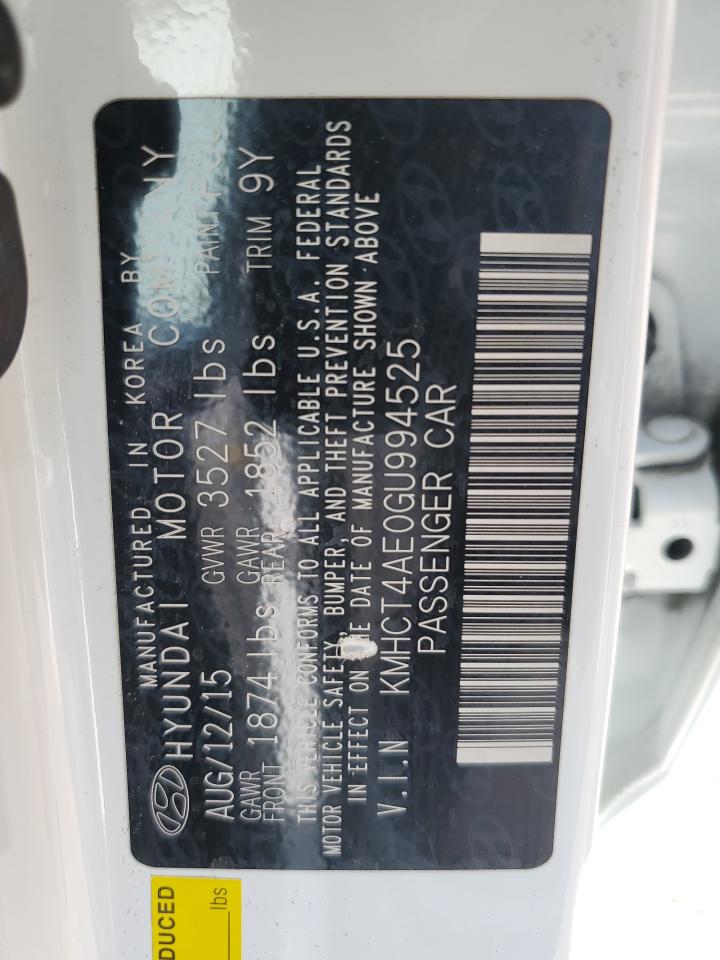 MANUFACTURED IN KOREA BY
HYUNDAI MOTOR COMPANY
AUG/12/15 GVWR 3527 lbs PAINT
GAWR GAWR
FRONT 1874 lbs REAR 1852 lbs TRIM 9Y
THIS VEHICLE CONFORMS TO ALL APPLICABLE U.S.A. FEDERAL
MOTOR VEHICLE SAFETY, BUMPER, AND THEFT PREVENTION STANDARDS
IN EFFECT ON THE DATE OF MANUFACTURE SHOWN ABOVE
V.I.N KMHCT4AE0GU994525
PASSENGER CAR
DUCED
lbs